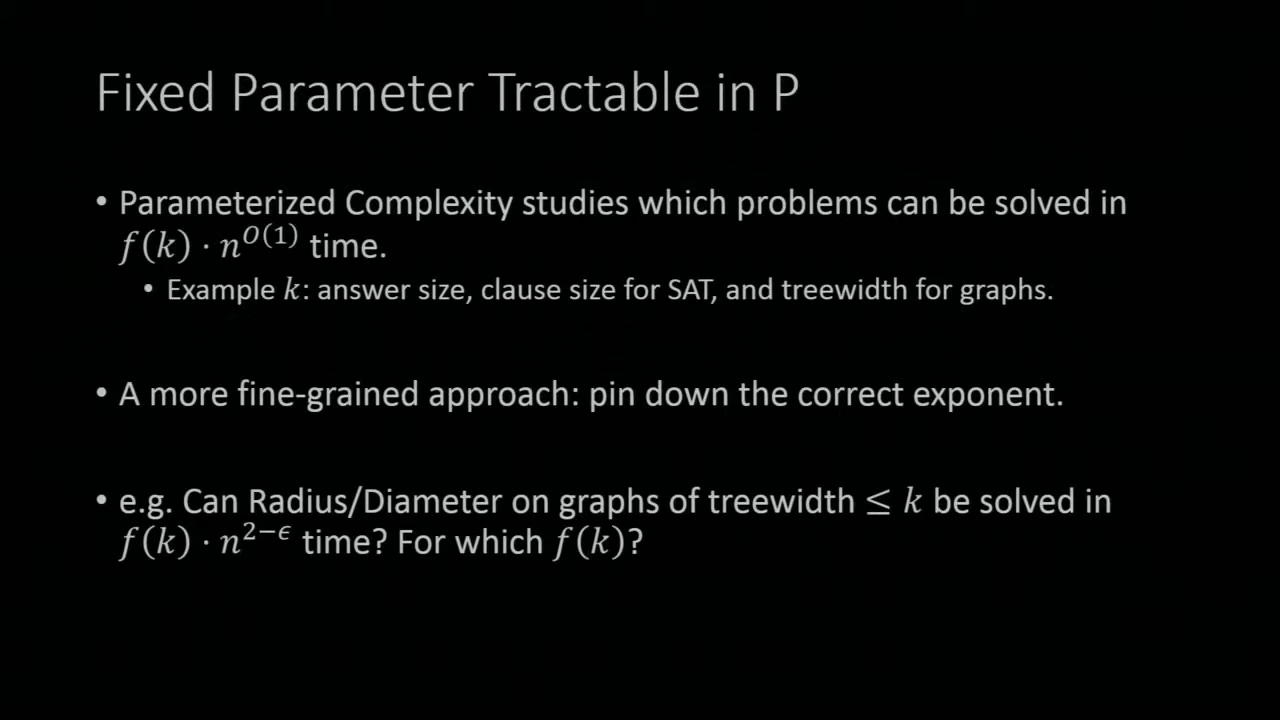 Fixed Parameter Tractable in P
• Parameterized Complexity studies which problems can be solved in
f(k) · n^{O(1)} time.
• Example k: answer size, clause size for SAT, and treewidth for graphs.
• A more fine-grained approach: pin down the correct exponent.
• e.g. Can Radius/Diameter on graphs of treewidth ≤ k be solved in
f(k) · n^{2−ϵ} time? For which f(k)?